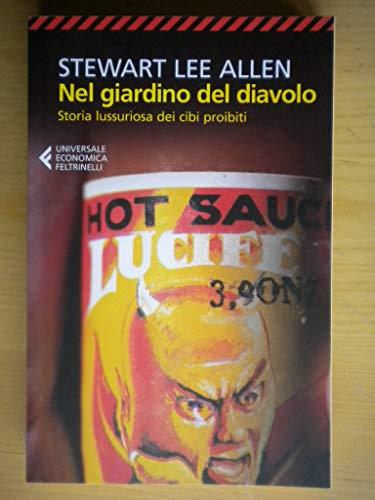 STEWART LEE ALLEN
Nel giardino del diavolo
Storia lussuriosa dei cibi proibiti
UNIVERSALE
ECONOMICA
FELTRINELLI
HOT SAUC
LUCIFE
3,9ONZ